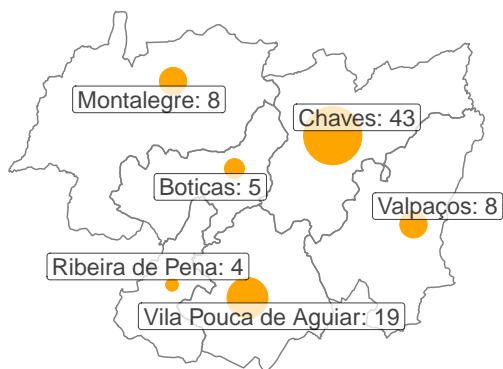 Montalegre: 8
Chaves: 43
Boticas: 5
Valpaços: 8
Ribeira de Pena: 4
Vila Pouca de Aguiar: 19